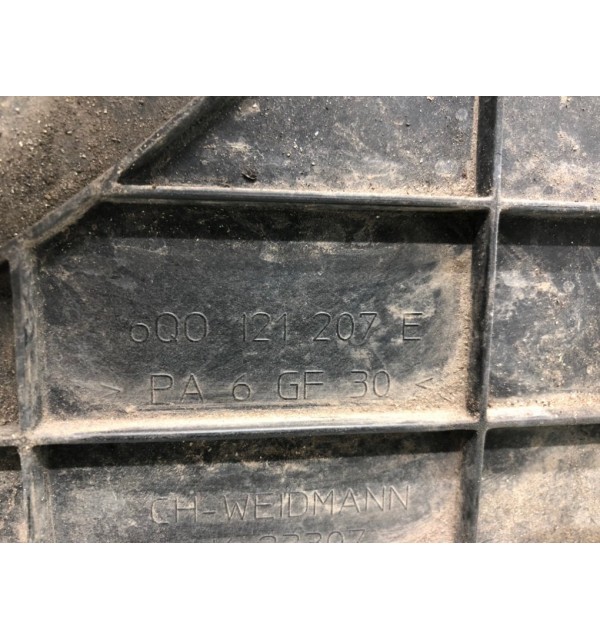 6Q0 121 207 E
> PA 6 GF 30 <
CH-WEIDMANN